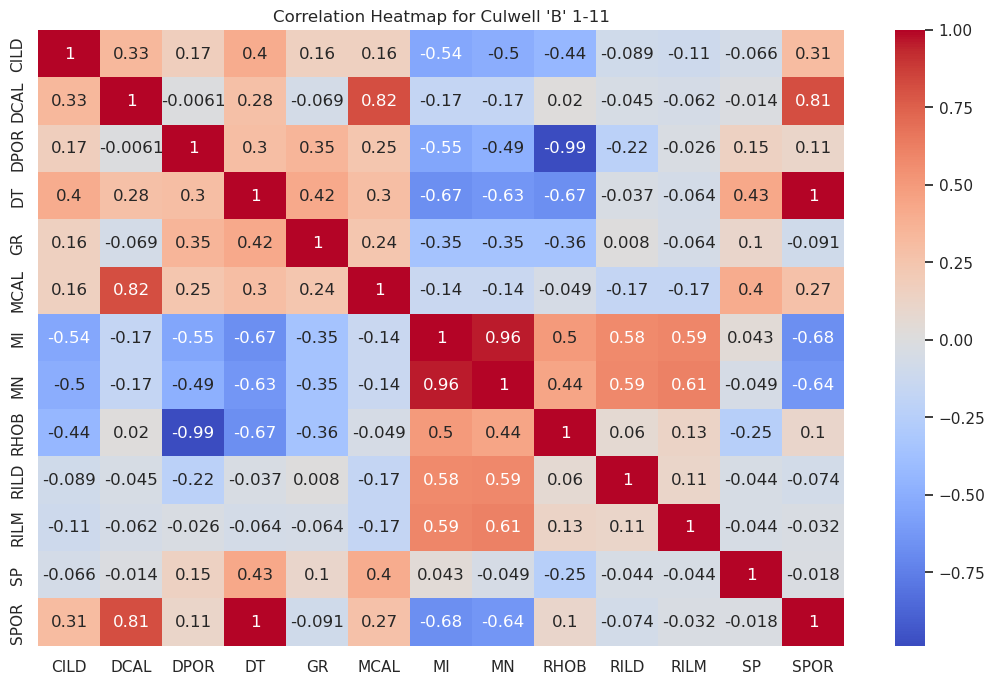 Correlation Heatmap for Culwell 'B' 1-11
CILD 1 0.33 0.17 0.4 0.16 0.16 -0.54 -0.5 -0.44 -0.089 -0.11 -0.066 0.31
DCAL 0.33 1 -0.0061 0.28 -0.069 0.82 -0.17 -0.17 0.02 -0.045 -0.062 -0.014 0.81
DPOR 0.17 -0.0061 1 0.3 0.35 0.25 -0.55 -0.49 -0.99 -0.22 -0.026 0.15 0.11
DT 0.4 0.28 0.3 1 0.42 0.3 -0.67 -0.63 -0.67 -0.037 -0.064 0.43 1
GR 0.16 -0.069 0.35 0.42 1 0.24 -0.35 -0.35 -0.36 0.008 -0.064 0.1 -0.091
MCAL 0.16 0.82 0.25 0.3 0.24 1 -0.14 -0.14 -0.049 -0.17 -0.17 0.4 0.27
MI -0.54 -0.17 -0.55 -0.67 -0.35 -0.14 1 0.96 0.5 0.58 0.59 0.043 -0.68
MN -0.5 -0.17 -0.49 -0.63 -0.35 -0.14 0.96 1 0.44 0.59 0.61 -0.049 -0.64
RHOB -0.44 0.02 -0.99 -0.67 -0.36 -0.049 0.5 0.44 1 0.06 0.13 -0.25 0.1
RILD -0.089 -0.045 -0.22 -0.037 0.008 -0.17 0.58 0.59 0.06 1 0.11 -0.044 -0.074
RILM -0.11 -0.062 -0.026 -0.064 -0.064 -0.17 0.59 0.61 0.13 0.11 1 -0.044 -0.032
SP -0.066 -0.014 0.15 0.43 0.1 0.4 0.043 -0.049 -0.25 -0.044 -0.044 1 -0.018
SPOR 0.31 0.81 0.11 1 -0.091 0.27 -0.68 -0.64 0.1 -0.074 -0.032 -0.018 1
CILD DCAL DPOR DT GR MCAL MI MN RHOB RILD RILM SP SPOR
1.00
0.75
0.50
0.25
0.00
-0.25
-0.50
-0.75